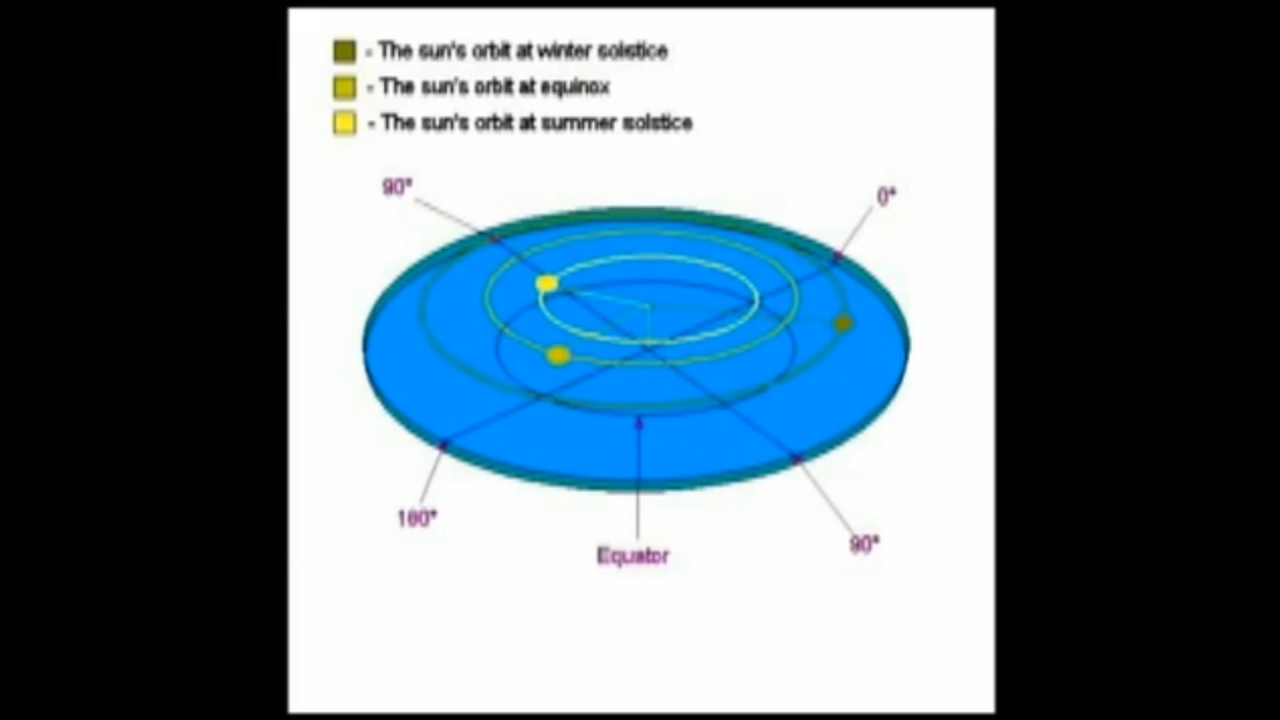 - The sun's orbit at winter solstice
- The sun's orbit at equinox
- The sun's orbit at summer solstice
90°
0°
180°
90°
Equator